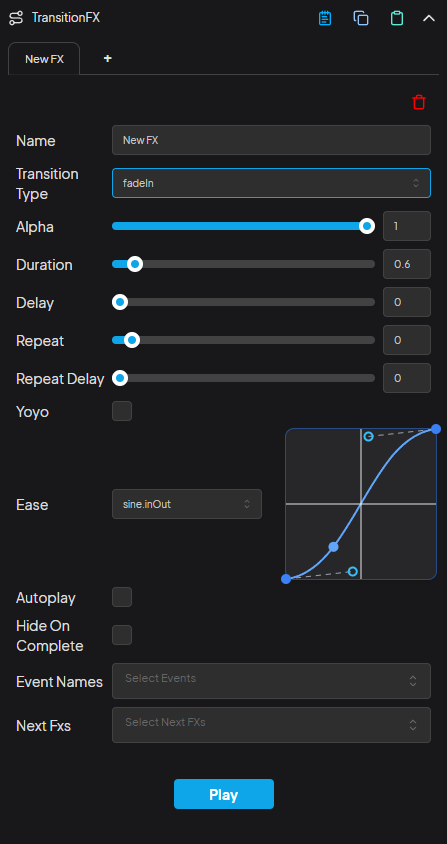 TransitionFX
New FX +
Name New FX
Transition
Type
fadeIn
Alpha 1
Duration 0.6
Delay 0
Repeat 0
Repeat Delay 0
Yoyo
Ease sine.inOut
Autoplay
Hide On
Complete
Event Names Select Events
Next Fxs Select Next FXs
Play